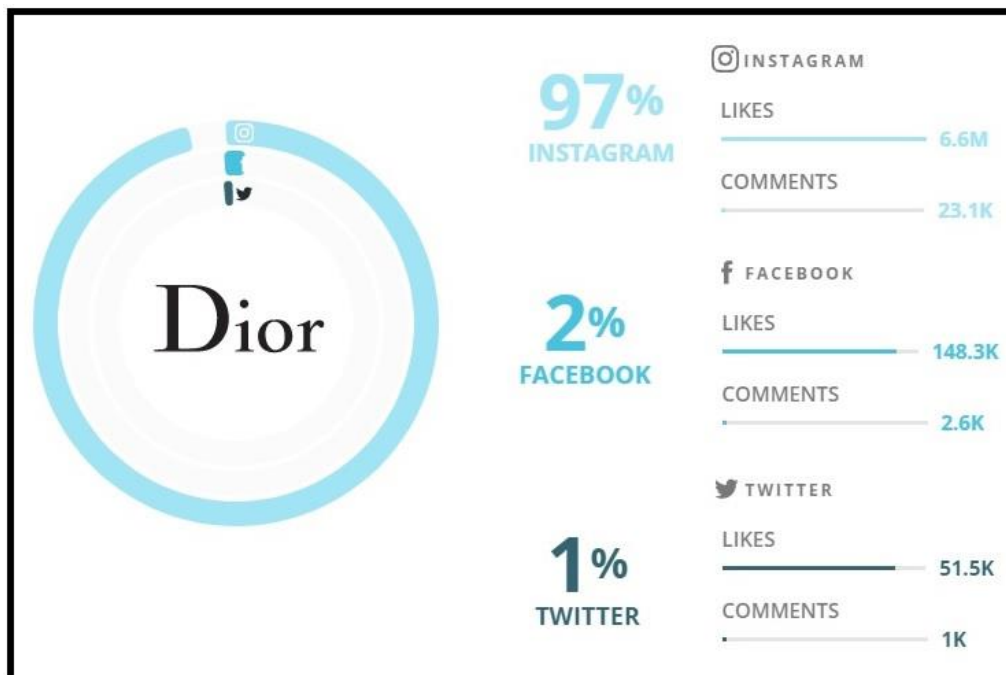 Dior
97%
INSTAGRAM
INSTAGRAM
LIKES
6.6M
COMMENTS
23.1K
2%
FACEBOOK
FACEBOOK
LIKES
148.3K
COMMENTS
2.6K
1%
TWITTER
TWITTER
LIKES
51.5K
COMMENTS
1K